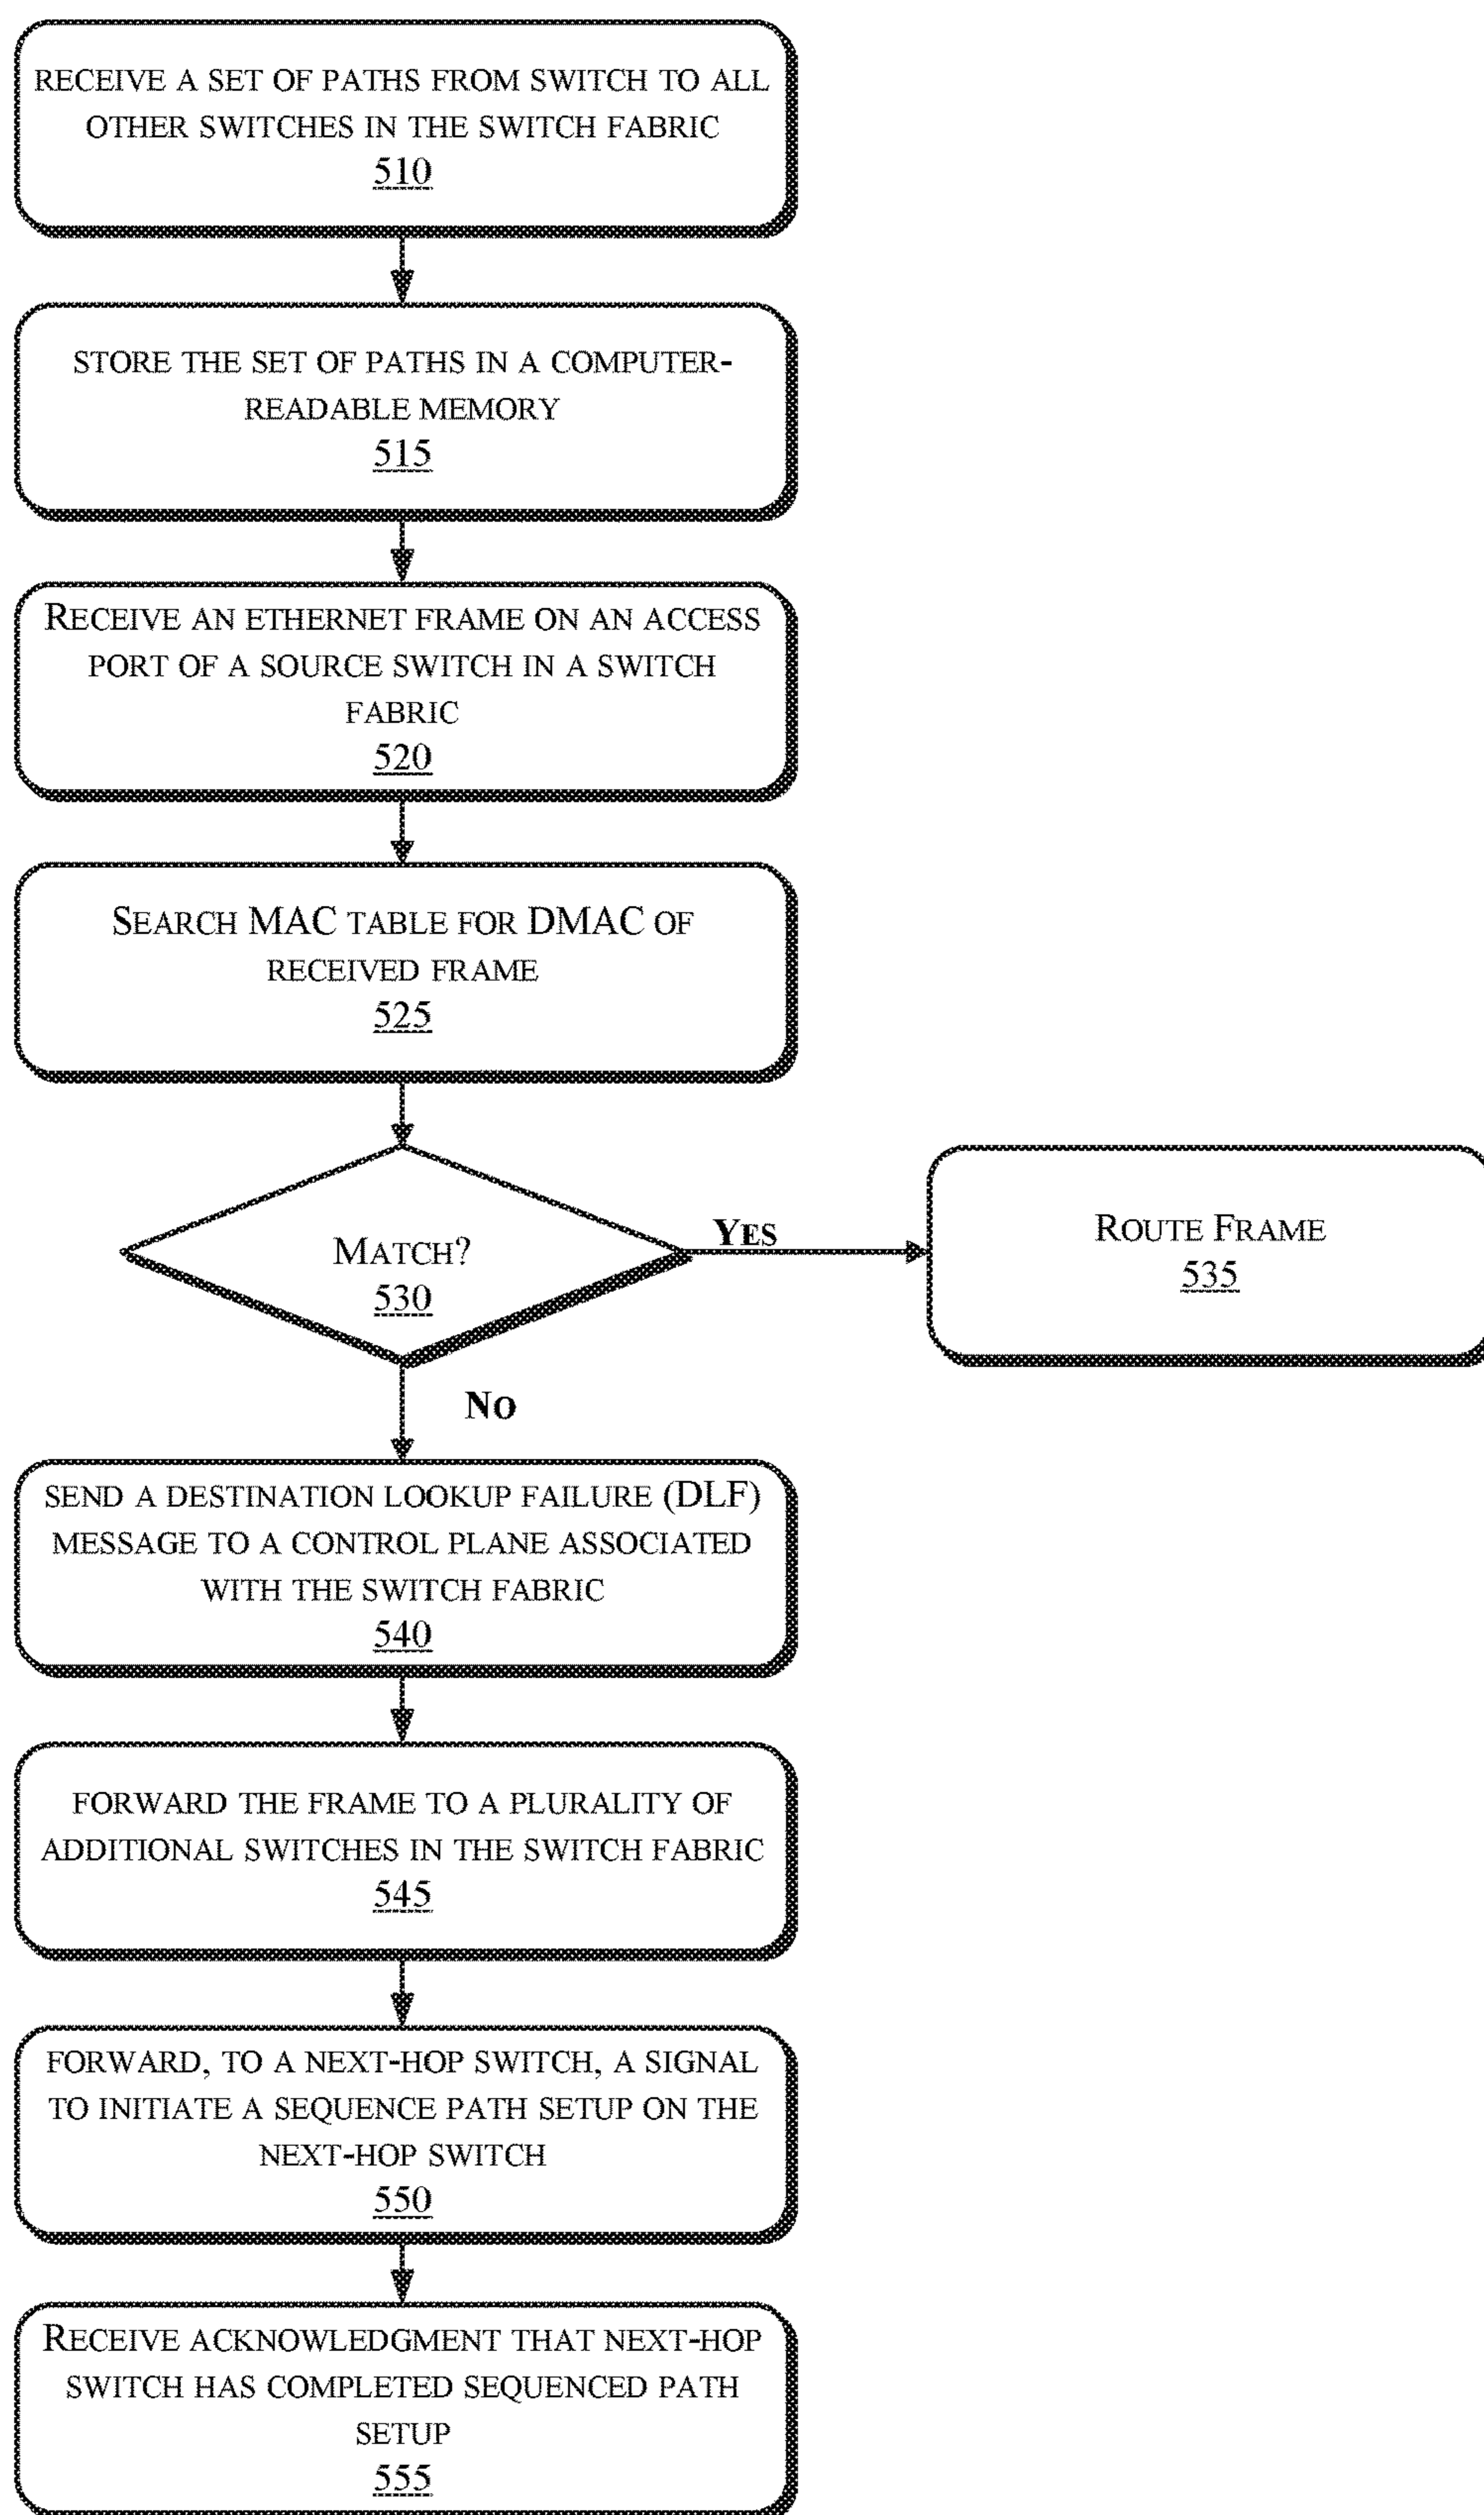 RECEIVE A SET OF PATHS FROM SWITCH TO ALL
OTHER SWITCHES IN THE SWITCH FABRIC
510
STORE THE SET OF PATHS IN A COMPUTER-
READABLE MEMORY
515
RECEIVE AN ETHERNET FRAME ON AN ACCESS
PORT OF A SOURCE SWITCH IN A SWITCH
FABRIC
520
SEARCH MAC TABLE FOR DMAC OF
RECEIVED FRAME
525
MATCH?
530
YES
ROUTE FRAME
535
NO
SEND A DESTINATION LOOKUP FAILURE (DLF)
MESSAGE TO A CONTROL PLANE ASSOCIATED
WITH THE SWITCH FABRIC
540
FORWARD THE FRAME TO A PLURALITY OF
ADDITIONAL SWITCHES IN THE SWITCH FABRIC
545
FORWARD, TO A NEXT-HOP SWITCH, A SIGNAL
TO INITIATE A SEQUENCE PATH SETUP ON THE
NEXT-HOP SWITCH
550
RECEIVE ACKNOWLEDGMENT THAT NEXT-HOP
SWITCH HAS COMPLETED SEQUENCED PATH
SETUP
555